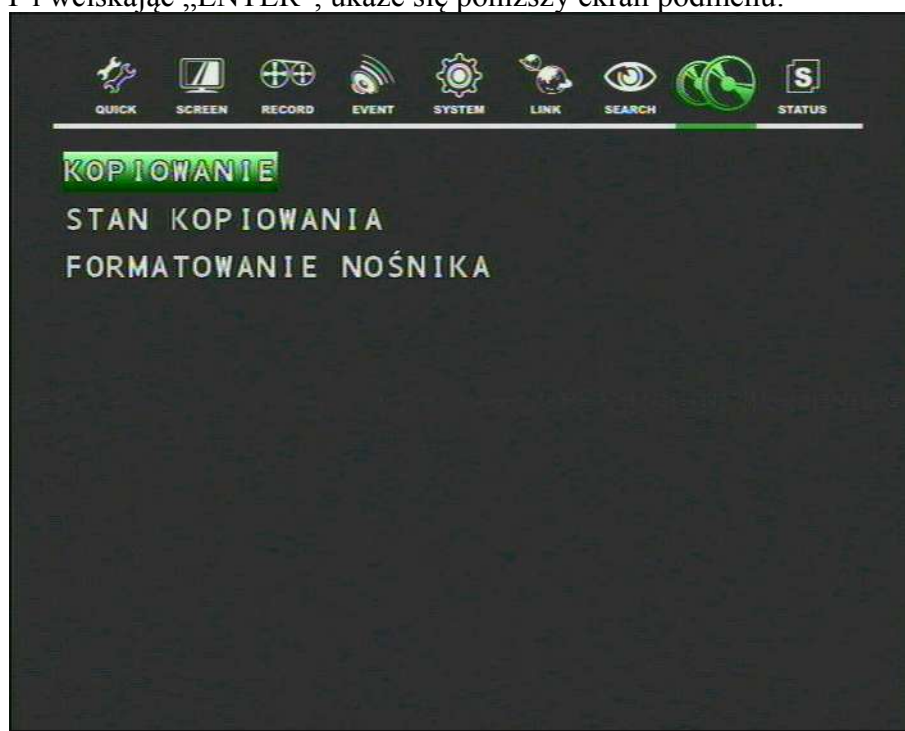 i wciskając „ENTER”, ukaże się poniższy ekran podmenu:
QUICK SCREEN RECORD EVENT SYSTEM LINK SEARCH S STATUS
KOPIOWANIE
STAN KOPIOWANIA
FORMATOWANIE NOŚNIKA